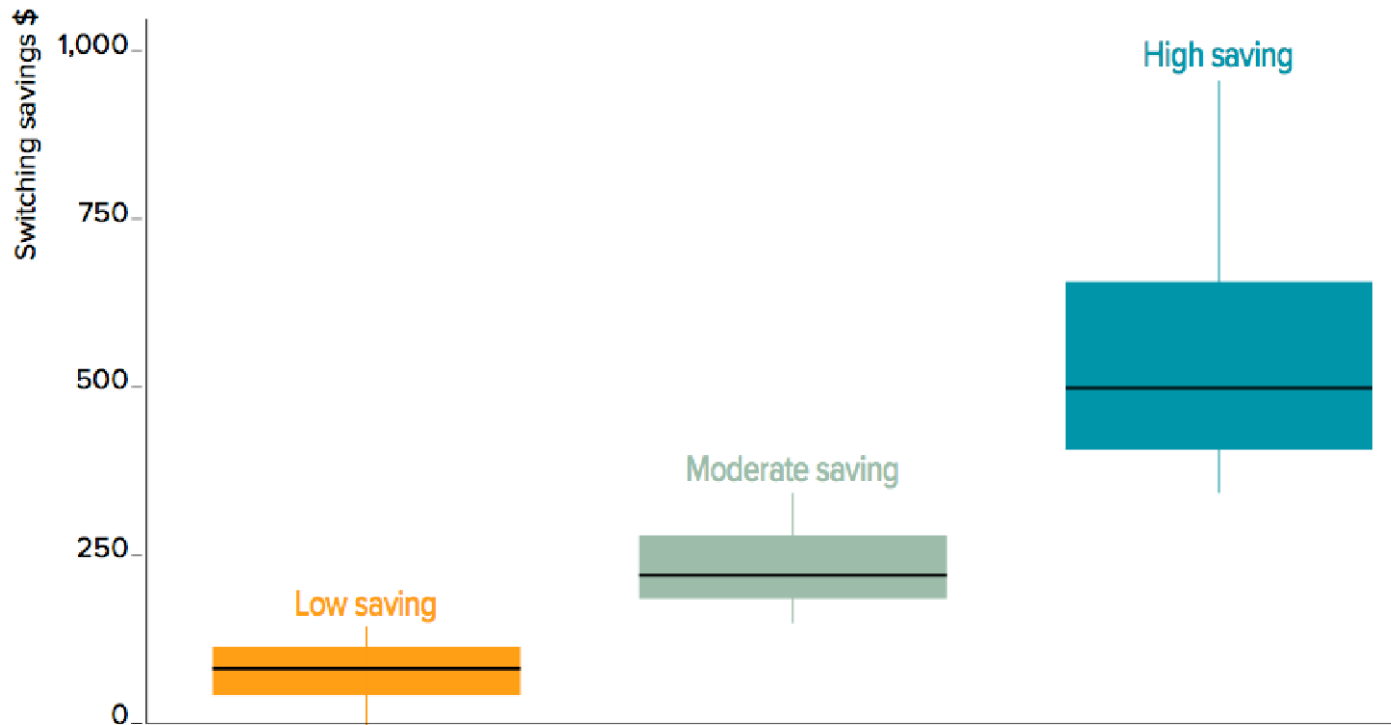 Switching savings $
1,000
750
500
250
0
Low saving
Moderate saving
High saving